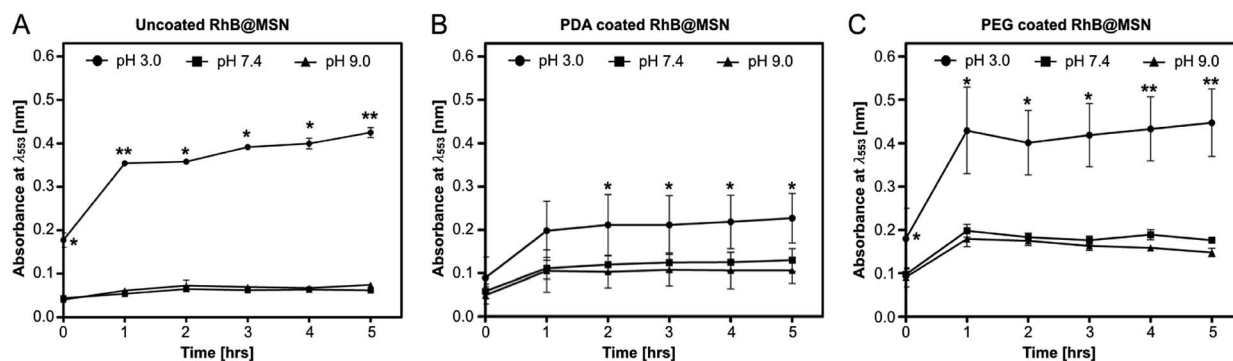 A
Uncoated RhB@MSN
Absorbance at λ553 [nm]
0.6
0.5
0.4
0.3
0.2
0.1
0.0
pH 3.0 pH 7.4 pH 9.0
* ** * * * **
0 1 2 3 4 5
Time [hrs]
B
PDA coated RhB@MSN
Absorbance at λ553 [nm]
0.6
0.5
0.4
0.3
0.2
0.1
0.0
pH 3.0 pH 7.4 pH 9.0
* * * *
0 1 2 3 4 5
Time [hrs]
C
PEG coated RhB@MSN
Absorbance at λ553 [nm]
0.6
0.5
0.4
0.3
0.2
0.1
0.0
pH 3.0 pH 7.4 pH 9.0
* * * * ** **
0 1 2 3 4 5
Time [hrs]